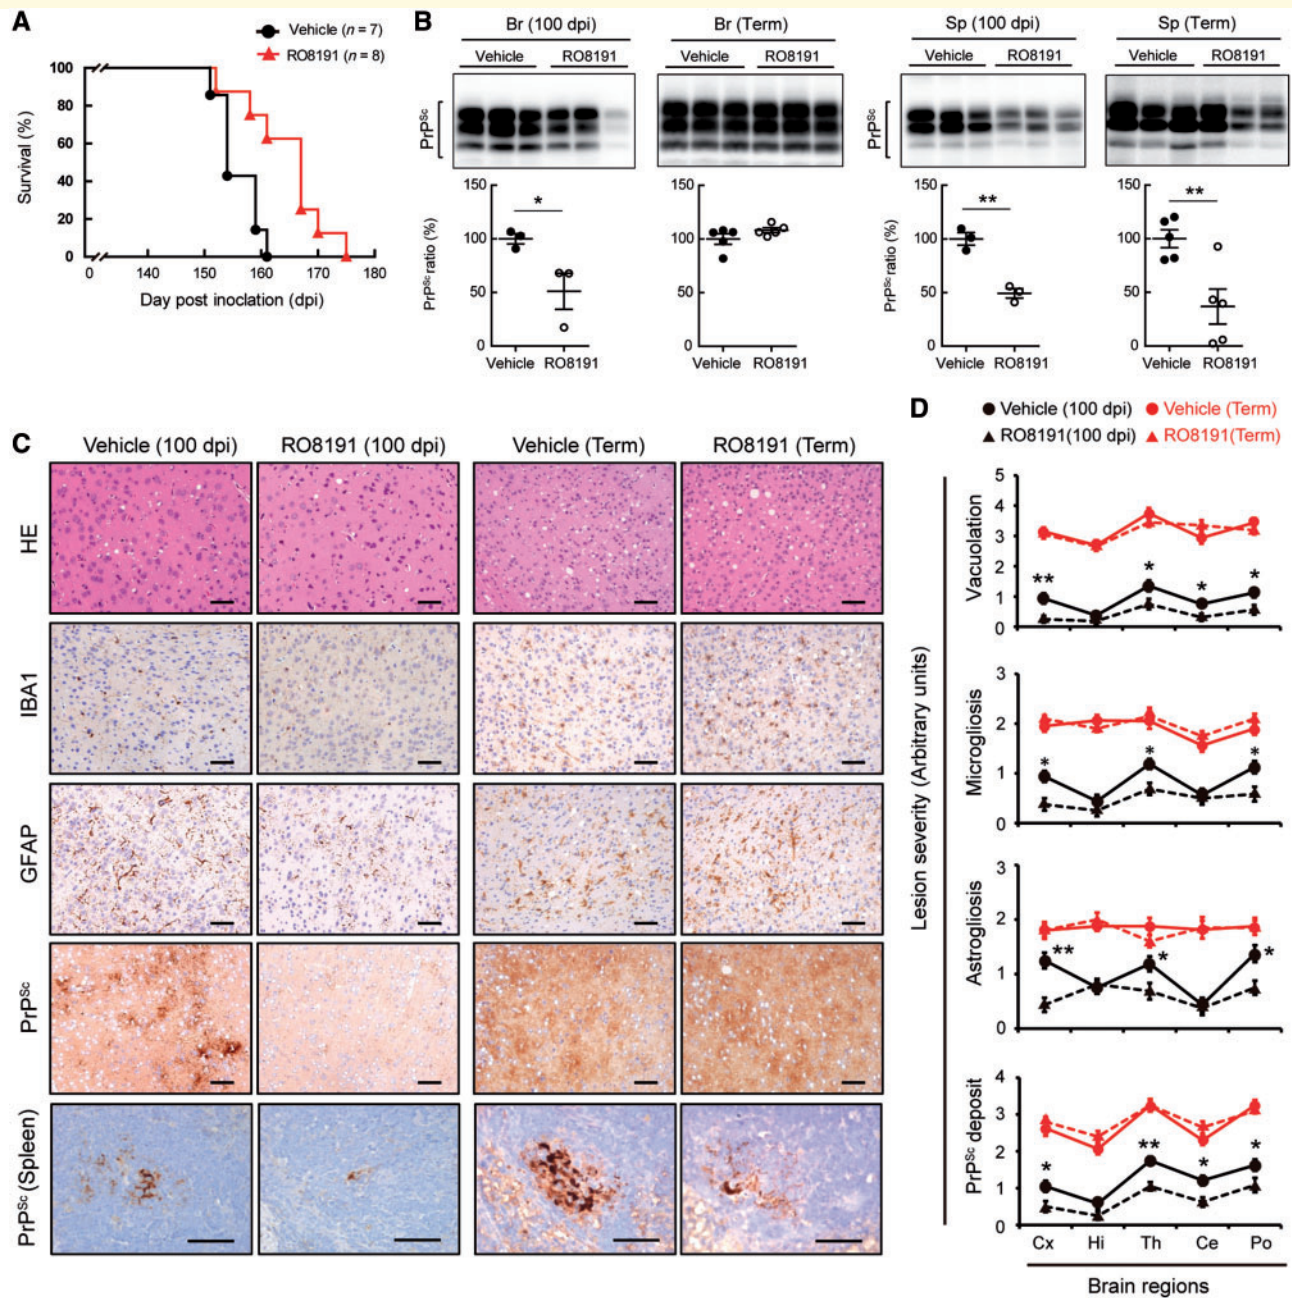 A
Vehicle (n = 7)
RO8191 (n = 8)
Survival (%)
100
80
60
40
20
0
0 140 150 160 170 180
Day post inoclation (dpi)
B
Br (100 dpi) Br (Term) Sp (100 dpi) Sp (Term)
Vehicle RO8191 Vehicle RO8191 Vehicle RO8191 Vehicle RO8191
PrPSc PrPSc
PrPSc ratio (%)
150
100
50
0
*
Vehicle RO8191
150
100
50
0
Vehicle RO8191
PrPSc ratio (%)
150
100
50
0
**
Vehicle RO8191
150
100
50
0
**
Vehicle RO8191
C
Vehicle (100 dpi) RO8191 (100 dpi) Vehicle (Term) RO8191 (Term)
HE
IBA1
GFAP
PrPSc
PrPSc (Spleen)
D
Vehicle (100 dpi) Vehicle (Term)
RO8191(100 dpi) RO8191(Term)
Lesion severity (Arbitrary units)
Vacuolation
5
4
3
2
1
0
** * * *
Microgliosis
3
2
1
0
* * *
Astrogliosis
3
2
1
0
** * *
PrPSc deposit
4
3
2
1
0
* ** * *
Cx Hi Th Ce Po
Brain regions